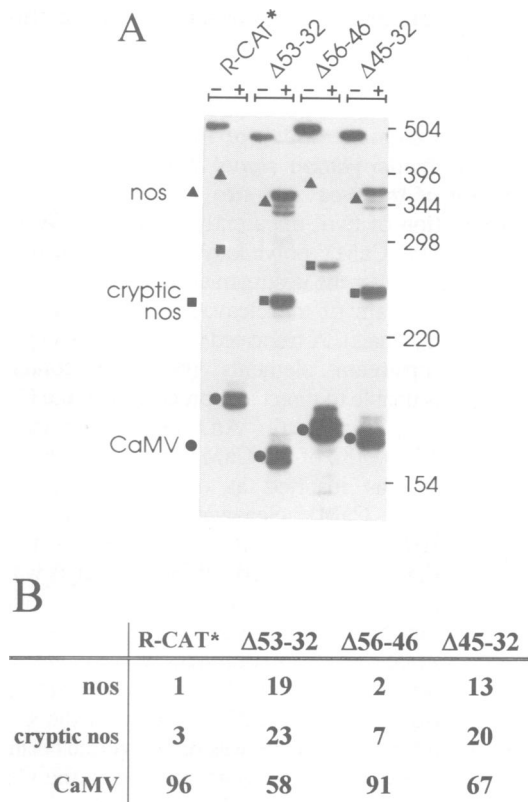 A
R-CAT* Δ53-32 Δ56-46 Δ45-32
- + - + - + - +
504
396
nos
344
298
cryptic
nos
220
CaMV
154
B
R-CAT* Δ53-32 Δ56-46 Δ45-32
nos 1 19 2 13
cryptic nos 3 23 7 20
CaMV 96 58 91 67